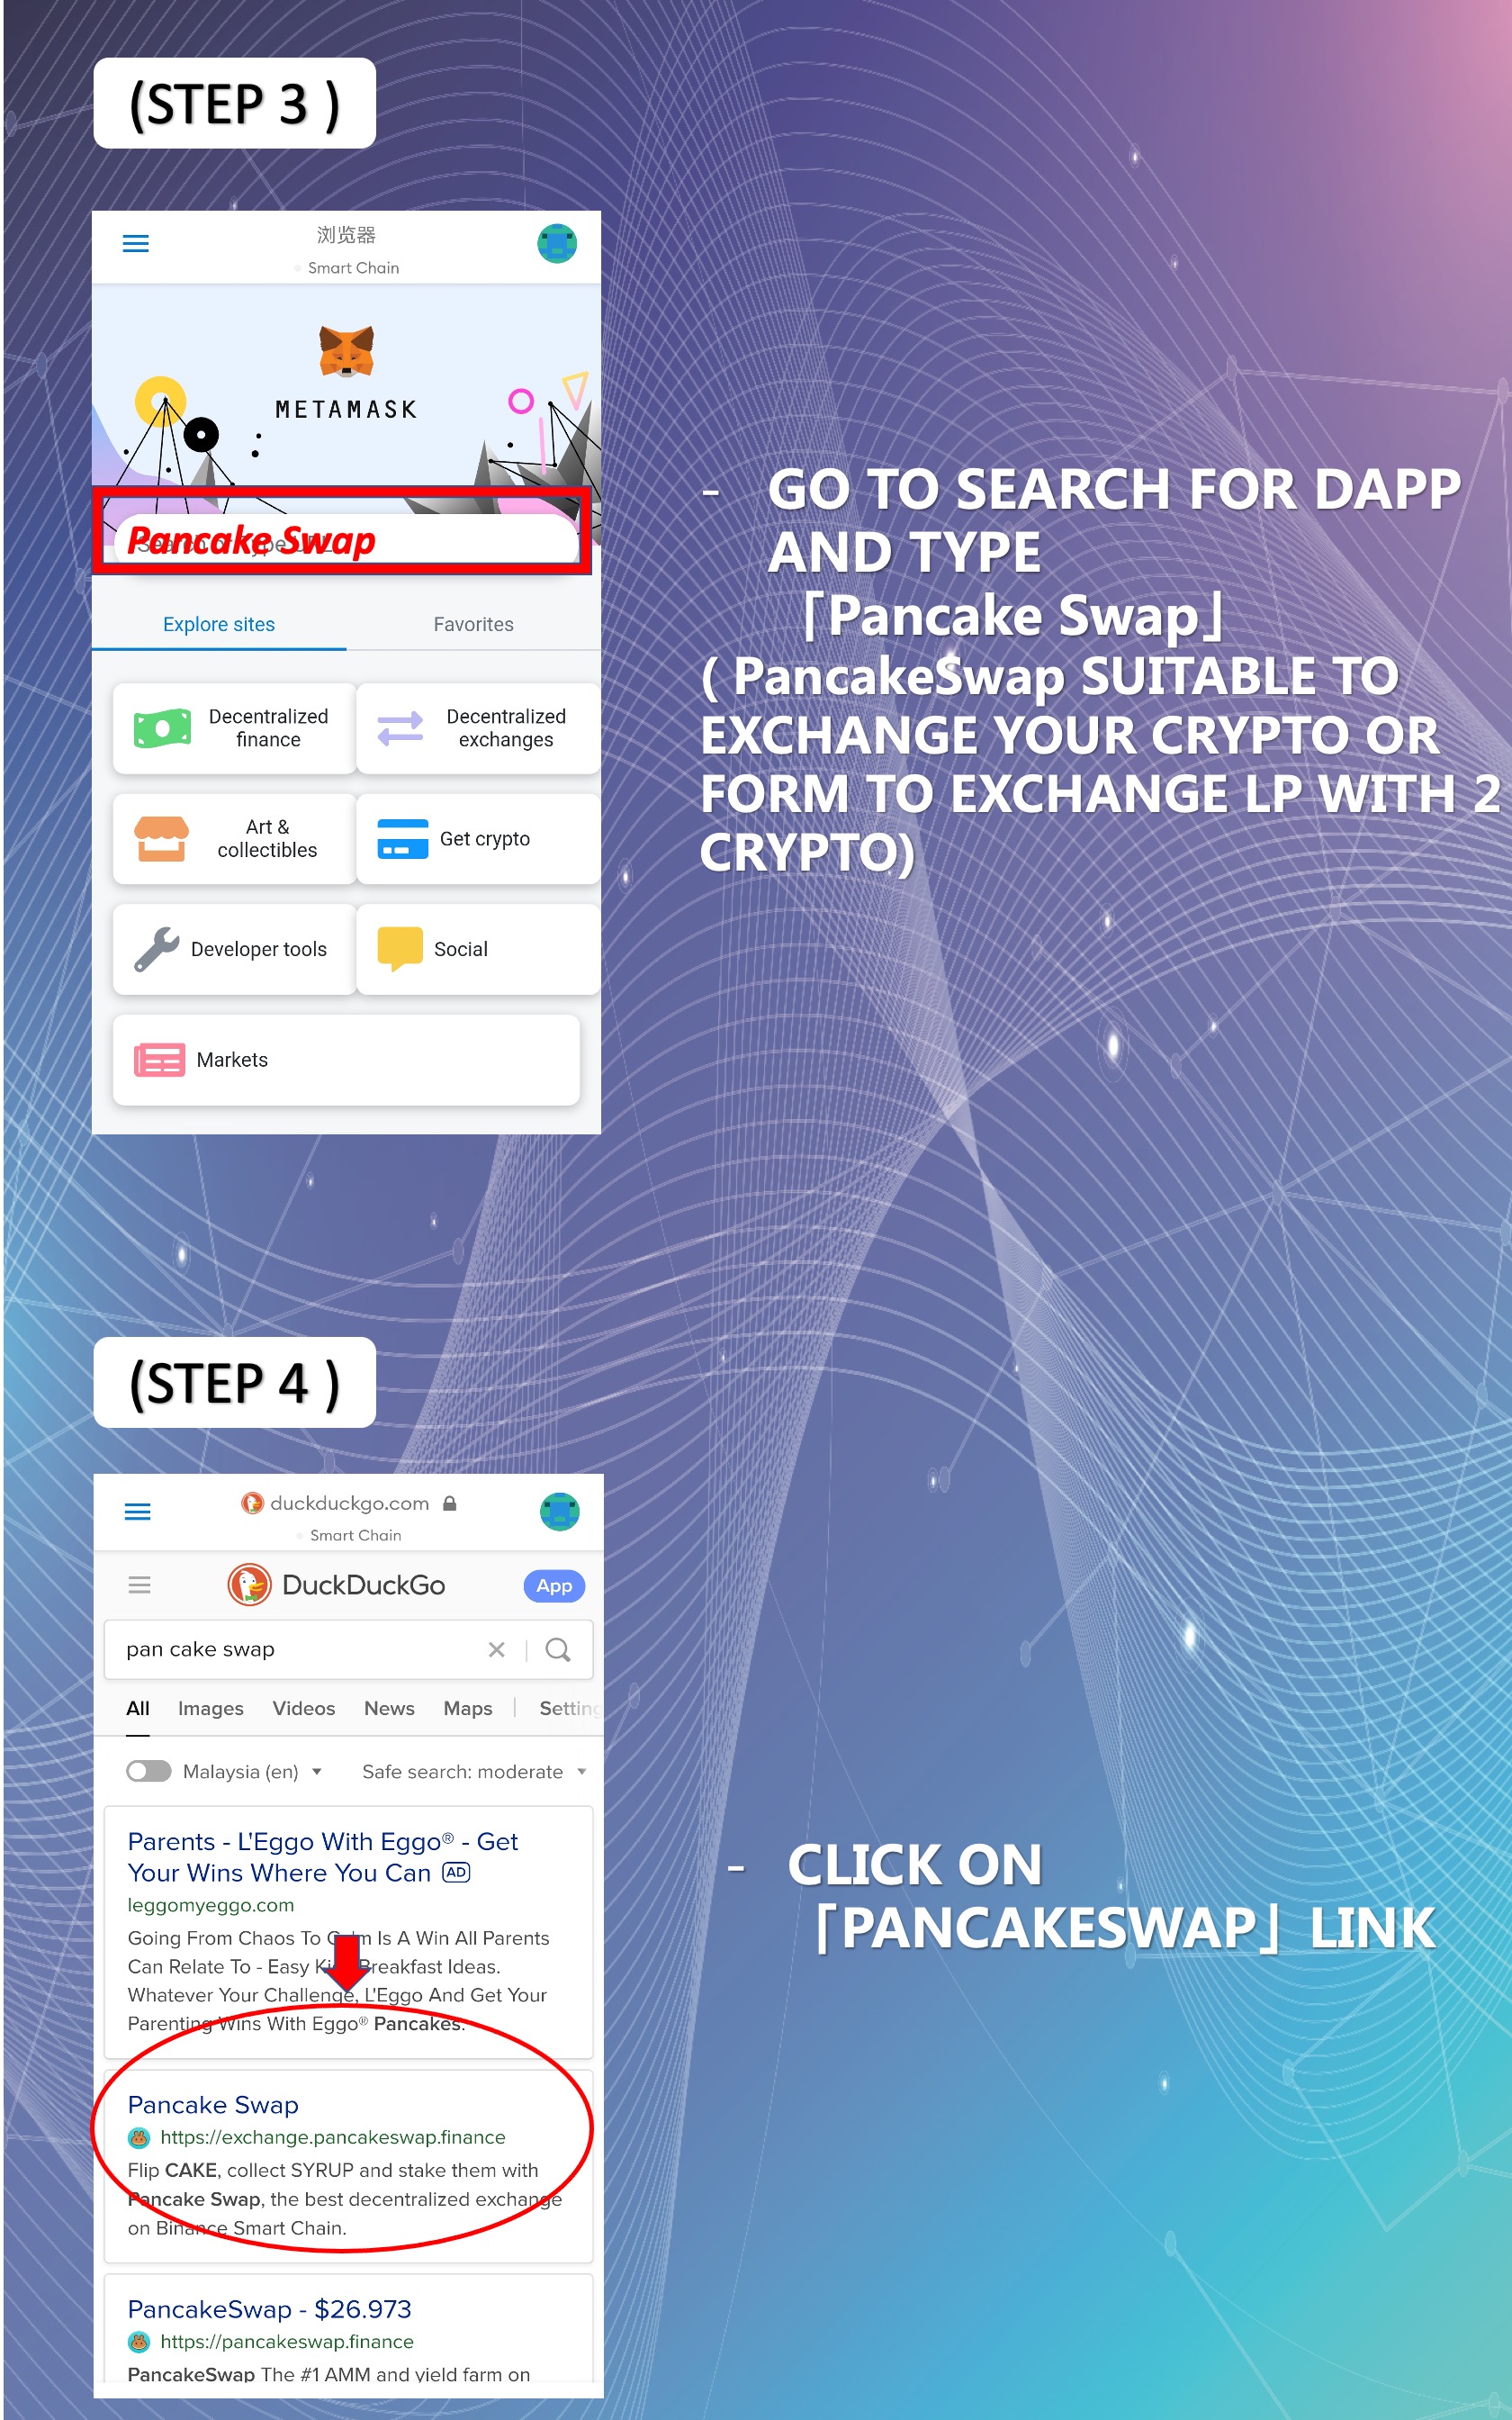 (STEP 3 )
浏览器
Smart Chain
METAMASK
Pancake Swap
Explore sites
Favorites
Decentralized
finance
Decentralized
exchanges
Art &
collectibles
Get crypto
Developer tools
Social
Markets
- GO TO SEARCH FOR DAPP
AND TYPE
「Pancake Swap」
( PancakeSwap SUITABLE TO
EXCHANGE YOUR CRYPTO OR
FORM TO EXCHANGE LP WITH 2
CRYPTO)
(STEP 4 )
duckduckgo.com
Smart Chain
DuckDuckGo
App
pan cake swap
All Images Videos News Maps | Setting
Malaysia (en) Safe search: moderate
Parents - L'Eggo With Eggo® - Get
Your Wins Where You Can AD
leggomyeggo.com
Going From Chaos To Is A Win All Parents
Can Relate To - Easy Breakfast Ideas.
Whatever Your Challenge, L'Eggo And Get Your
Parenting Wins With Eggo® Pancakes.
Pancake Swap
https://exchange.pancakeswap.finance
Flip CAKE, collect SYRUP and stake them with
Pancake Swap, the best decentralized exchange
on Binance Smart Chain.
PancakeSwap - $26.973
https://pancakeswap.finance
PancakeSwap The #1 AMM and yield farm on
- CLICK ON
「PANCAKESWAP」 LINK